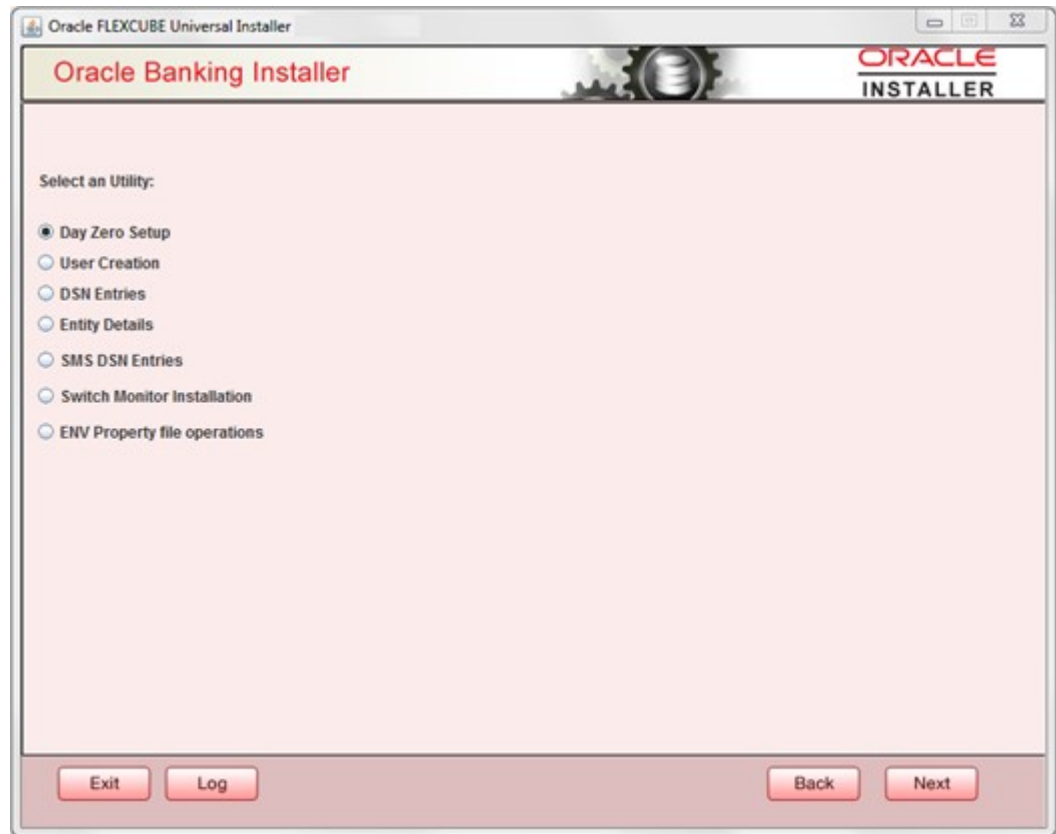 Oracle FLEXCUBE Universal Installer
Oracle Banking Installer
ORACLE
INSTALLER
Select an Utility:
Day Zero Setup
User Creation
DSN Entries
Entity Details
SMS DSN Entries
Switch Monitor Installation
ENV Property file operations
Exit Log Back Next